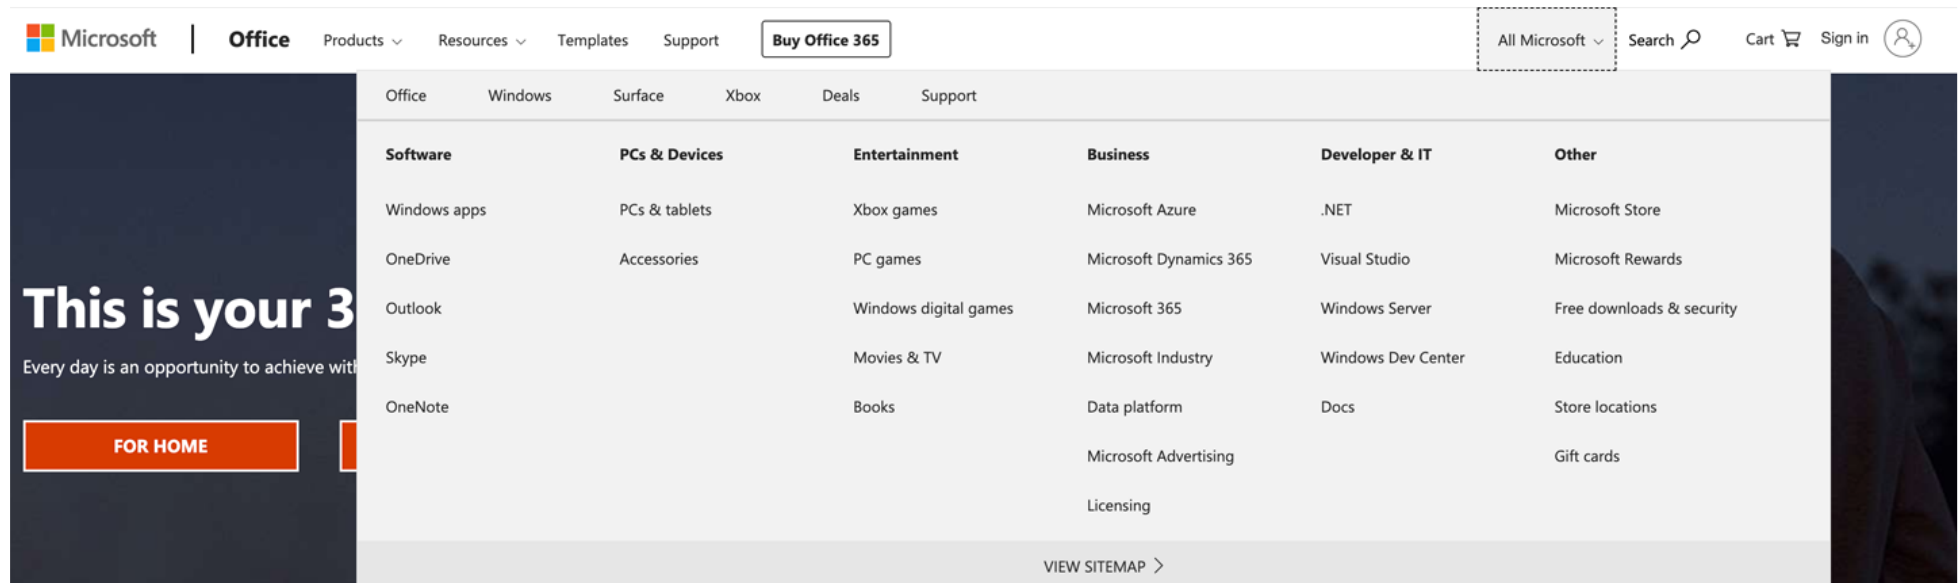 Microsoft | Office Products Resources Templates Support Buy Office 365 All Microsoft Search Cart Sign in
Office Windows Surface Xbox Deals Support
Software PCs & Devices Entertainment Business Developer & IT Other
Windows apps PCs & tablets Xbox games Microsoft Azure .NET Microsoft Store
OneDrive Accessories PC games Microsoft Dynamics 365 Visual Studio Microsoft Rewards
This is your 3
Outlook Windows digital games Microsoft 365 Windows Server Free downloads & security
Every day is an opportunity to achieve with
Skype Movies & TV Microsoft Industry Windows Dev Center Education
OneNote Books Data platform Docs Store locations
FOR HOME
Microsoft Advertising Gift cards
Licensing
VIEW SITEMAP